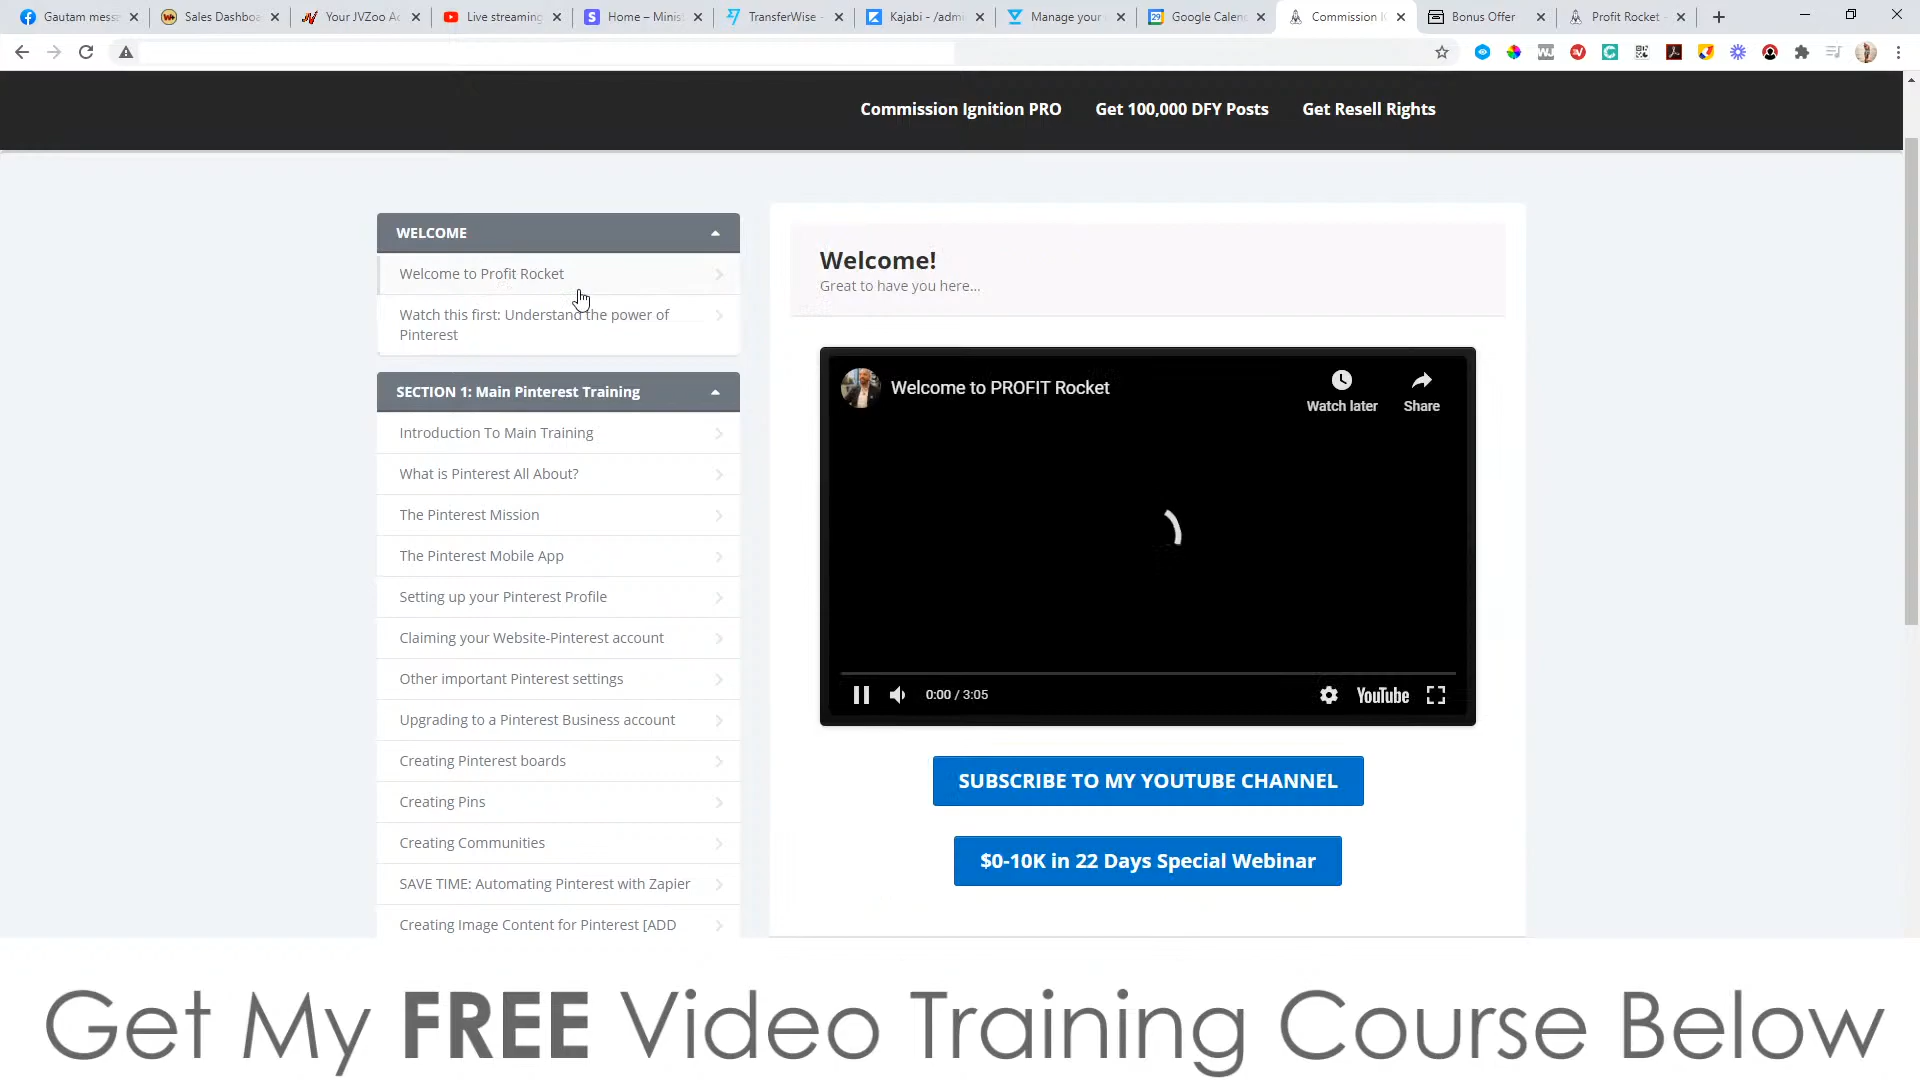 Gautam mess
Sales Dashbo
Your JVZoo Ac
Live streaming
Home – Minis
TransferWise -
Kajabi - /adm
Manage your
Google Calen
Commission I
Bonus Offer
Profit Rocket -
Commission Ignition PRO
Get 100,000 DFY Posts
Get Resell Rights
WELCOME
Welcome to Profit Rocket
Watch this first: Understand the power of
Pinterest
SECTION 1: Main Pinterest Training
Introduction To Main Training
What is Pinterest All About?
The Pinterest Mission
The Pinterest Mobile App
Setting up your Pinterest Profile
Claiming your Website-Pinterest account
Other important Pinterest settings
Upgrading to a Pinterest Business account
Creating Pinterest boards
Creating Pins
Creating Communities
SAVE TIME: Automating Pinterest with Zapier
Creating Image Content for Pinterest [ADD
Welcome!
Great to have you here...
Welcome to PROFIT Rocket
Watch later
Share
0:00 / 3:05
YouTube
SUBSCRIBE TO MY YOUTUBE CHANNEL
$0-10K in 22 Days Special Webinar
Get My FREE Video Training Course Below